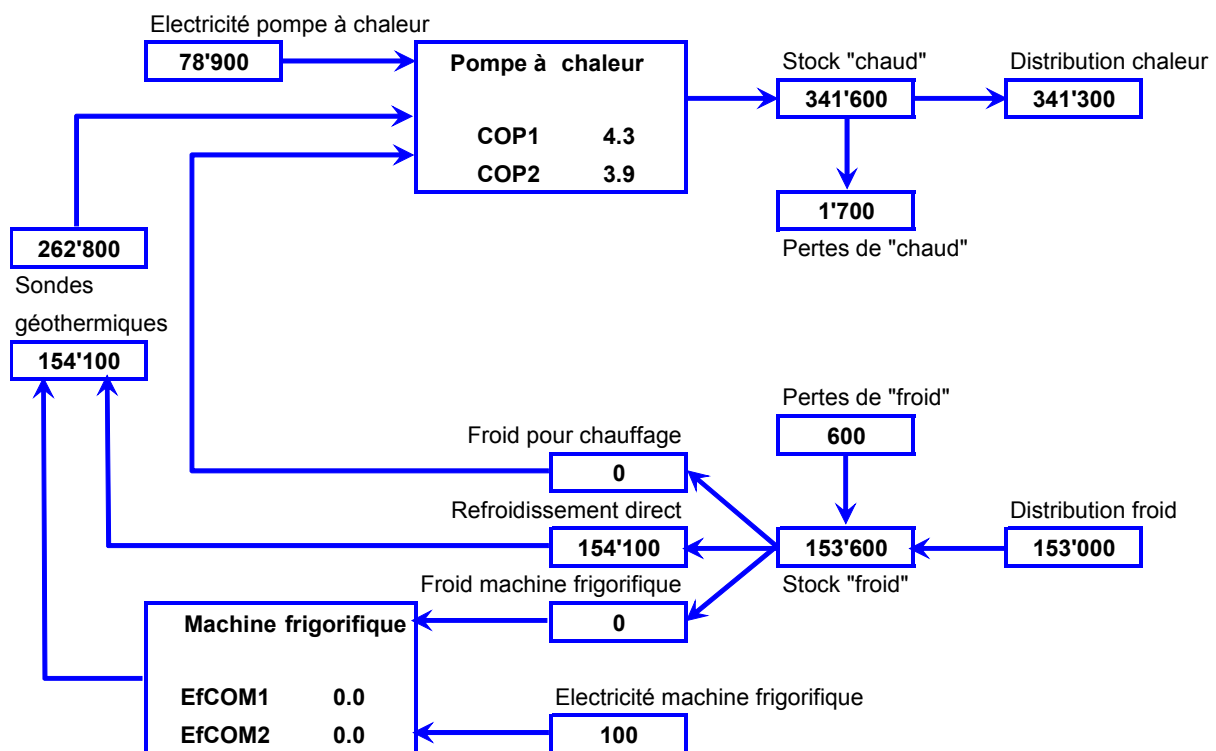 Electricité pompe à chaleur
78'900
Pompe à chaleur
COP1 4.3
COP2 3.9
Stock "chaud"
341'600
Distribution chaleur
341'300
1'700
Pertes de "chaud"
262'800
Sondes
géothermiques
154'100
Pertes de "froid"
600
Froid pour chauffage
0
Refroidissement direct
154'100
Distribution froid
153'600
153'000
Stock "froid"
Froid machine frigorifique
0
Machine frigorifique
EfCOM1 0.0
EfCOM2 0.0
Electricité machine frigorifique
100